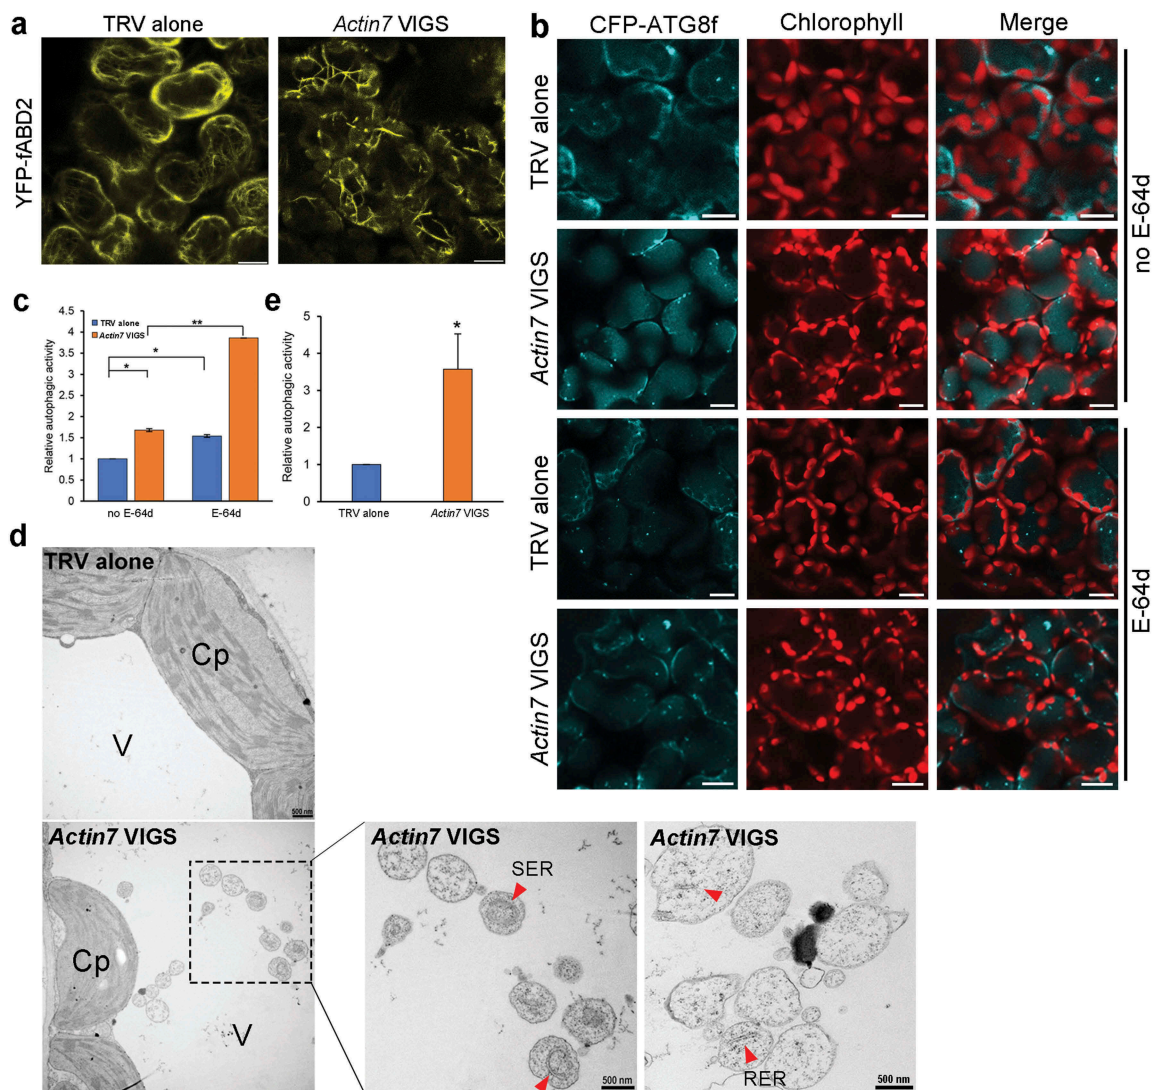 a
TRV alone
Actin7 VIGS
YFP-fABD2
b
CFP-ATG8f
Chlorophyll
Merge
TRV alone
Actin7 VIGS
no E-64d
TRV alone
Actin7 VIGS
E-64d
c
Relative autophagic activity
4.5
4
3.5
3
2.5
2
1.5
1
0.5
0
TRV alone
Actin7 VIGS
**
*
*
no E-64d
E-64d
e
Relative autophagic activity
5
4
3
2
1
0
*
TRV alone
Actin7 VIGS
d
TRV alone
Cp
V
500 nm
Actin7 VIGS
Cp
V
Actin7 VIGS
SER
500 nm
Actin7 VIGS
RER
500 nm